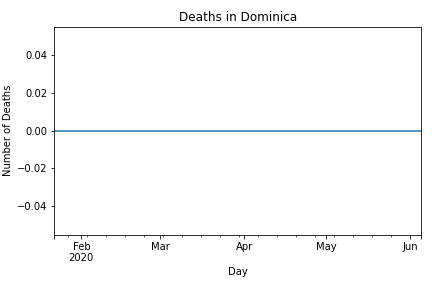 Deaths in Dominica
Number of Deaths
0.04
0.02
0.00
−0.02
−0.04
Feb
2020
Mar
Apr
May
Jun
Day